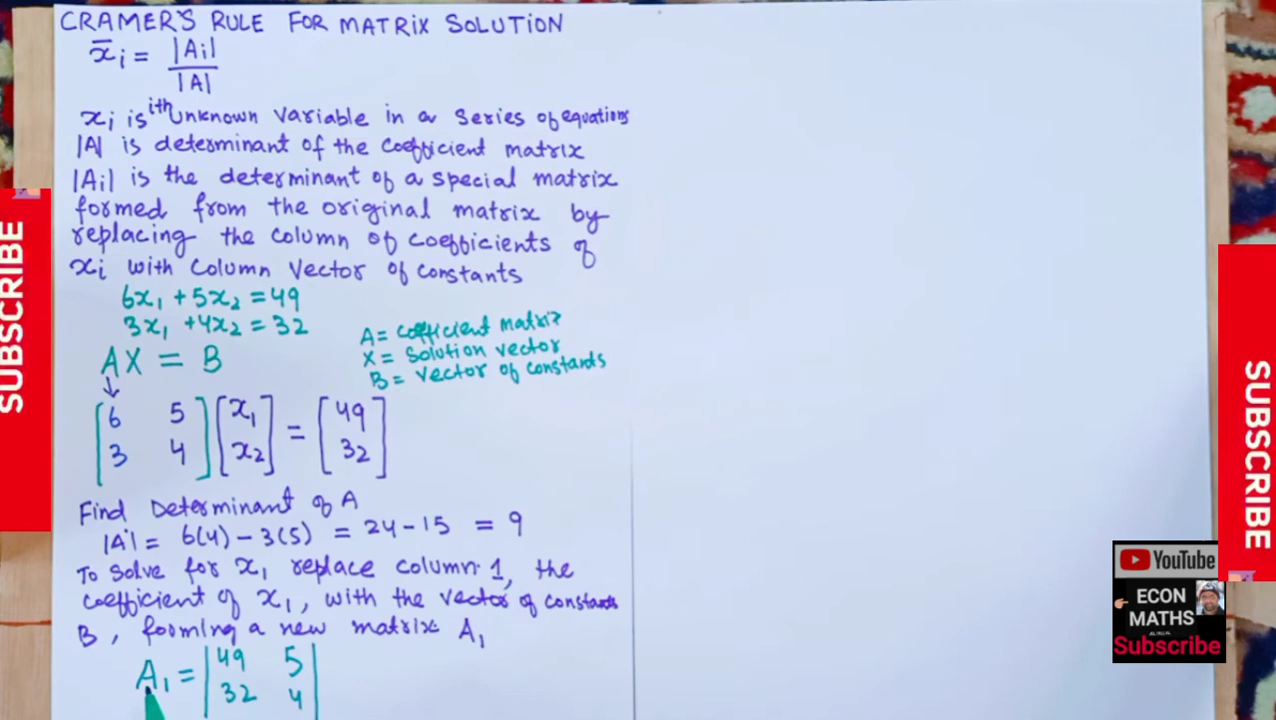 CRAMER'S RULE FOR MATRIX SOLUTION
x̄i = |Ai| / |A|
xi is ith unknown variable in a series of equations
|A| is determinant of the coefficient matrix
|Ai| is the determinant of a special matrix
formed from the original matrix by
replacing the column of coefficients of
xi with column vector of constants
6x₁ + 5x₂ = 49
3x₁ + 4x₂ = 32
A = coefficient matrix
X = Solution vector
B = vector of constants
AX = B
↓
[6 5] [x₁] = [49]
[3 4] [x₂] [32]
Find Determinant of A
|A| = 6(4) - 3(5) = 24 - 15 = 9
To solve for x₁ replace column 1, the
coefficient of x₁, with the vector of constants
B, forming a new matrix A₁
A₁ = |49 5|
|32 4|
SUBSCRIBE
SUBSCRIBE
YouTube
ECON
MATHS
Subscribe